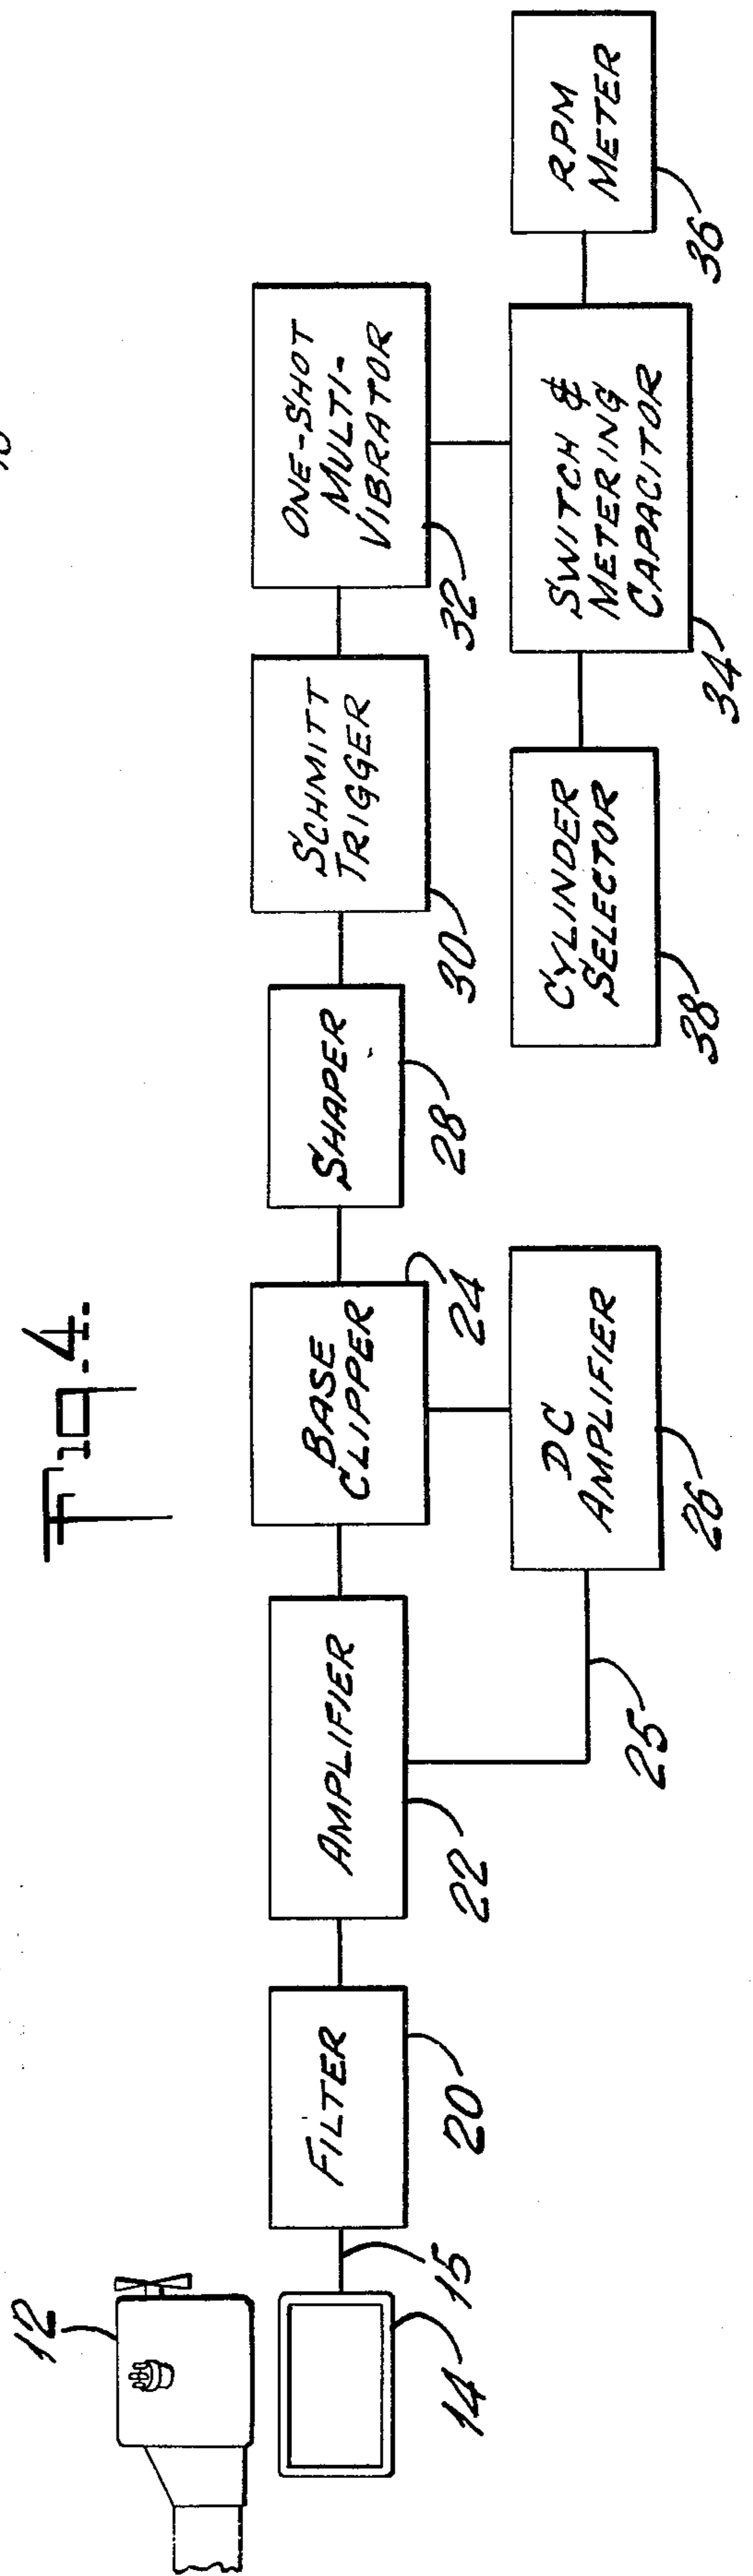 Fig. 4.
12
14
15
FILTER
20
AMPLIFIER
22
25
BASE
CLIPPER
24
DC
AMPLIFIER
26
SHAPER
28
SCHMITT
TRIGGER
30
ONE-SHOT
MULTI-
VIBRATOR
32
CYLINDER
SELECTOR
38
SWITCH &
METERING
CAPACITOR
34
RPM
METER
36